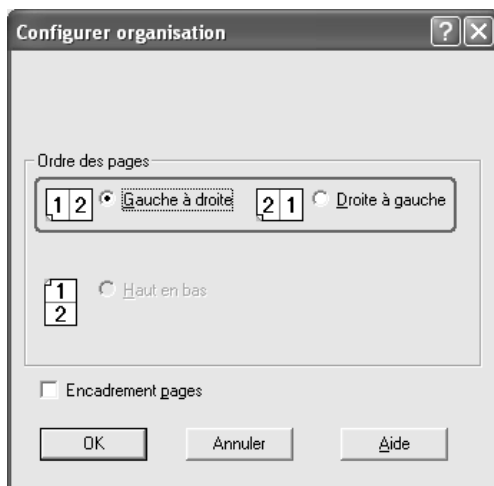 Configurer organisation
Ordre des pages
1 2 Gauche à droite 2 1 Droite à gauche
1
2
Haut en bas
Encadrement pages
OK Annuler Aide